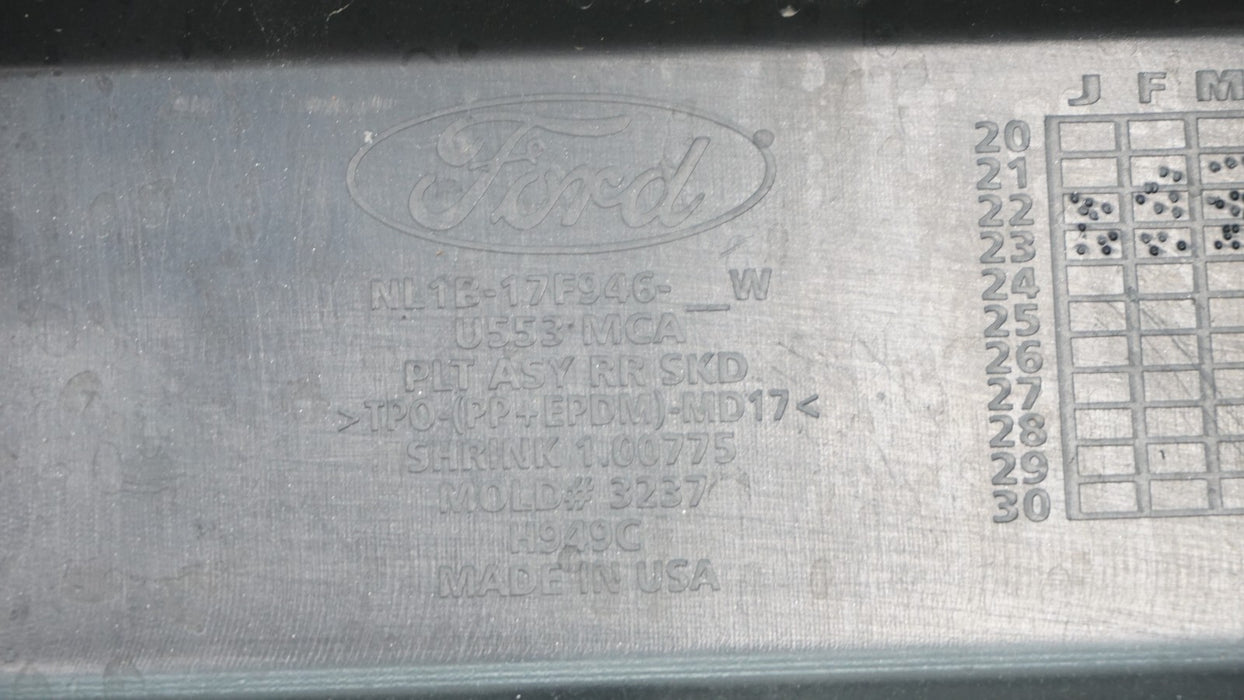 Ford
NL1B-17F946-__W
U553 MCA
PLT ASY RR SKD
>TPO-(PP+EPDM)-MD17<
SHRINK 1.00775
MOLD# 3237
H949C
MADE IN USA
J F M
20
21
22
23
24
25
26
27
28
29
30